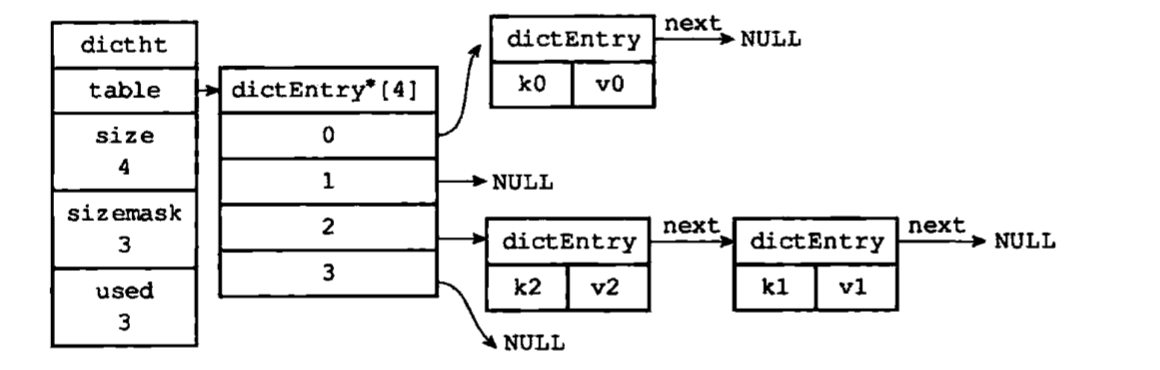 dictht
table
size
4
sizemask
3
used
3
dictEntry*[4]
0
1
2
3
dictEntry
k0 v0
next
NULL
NULL
dictEntry
k2 v2
next
dictEntry
k1 v1
next
NULL
NULL